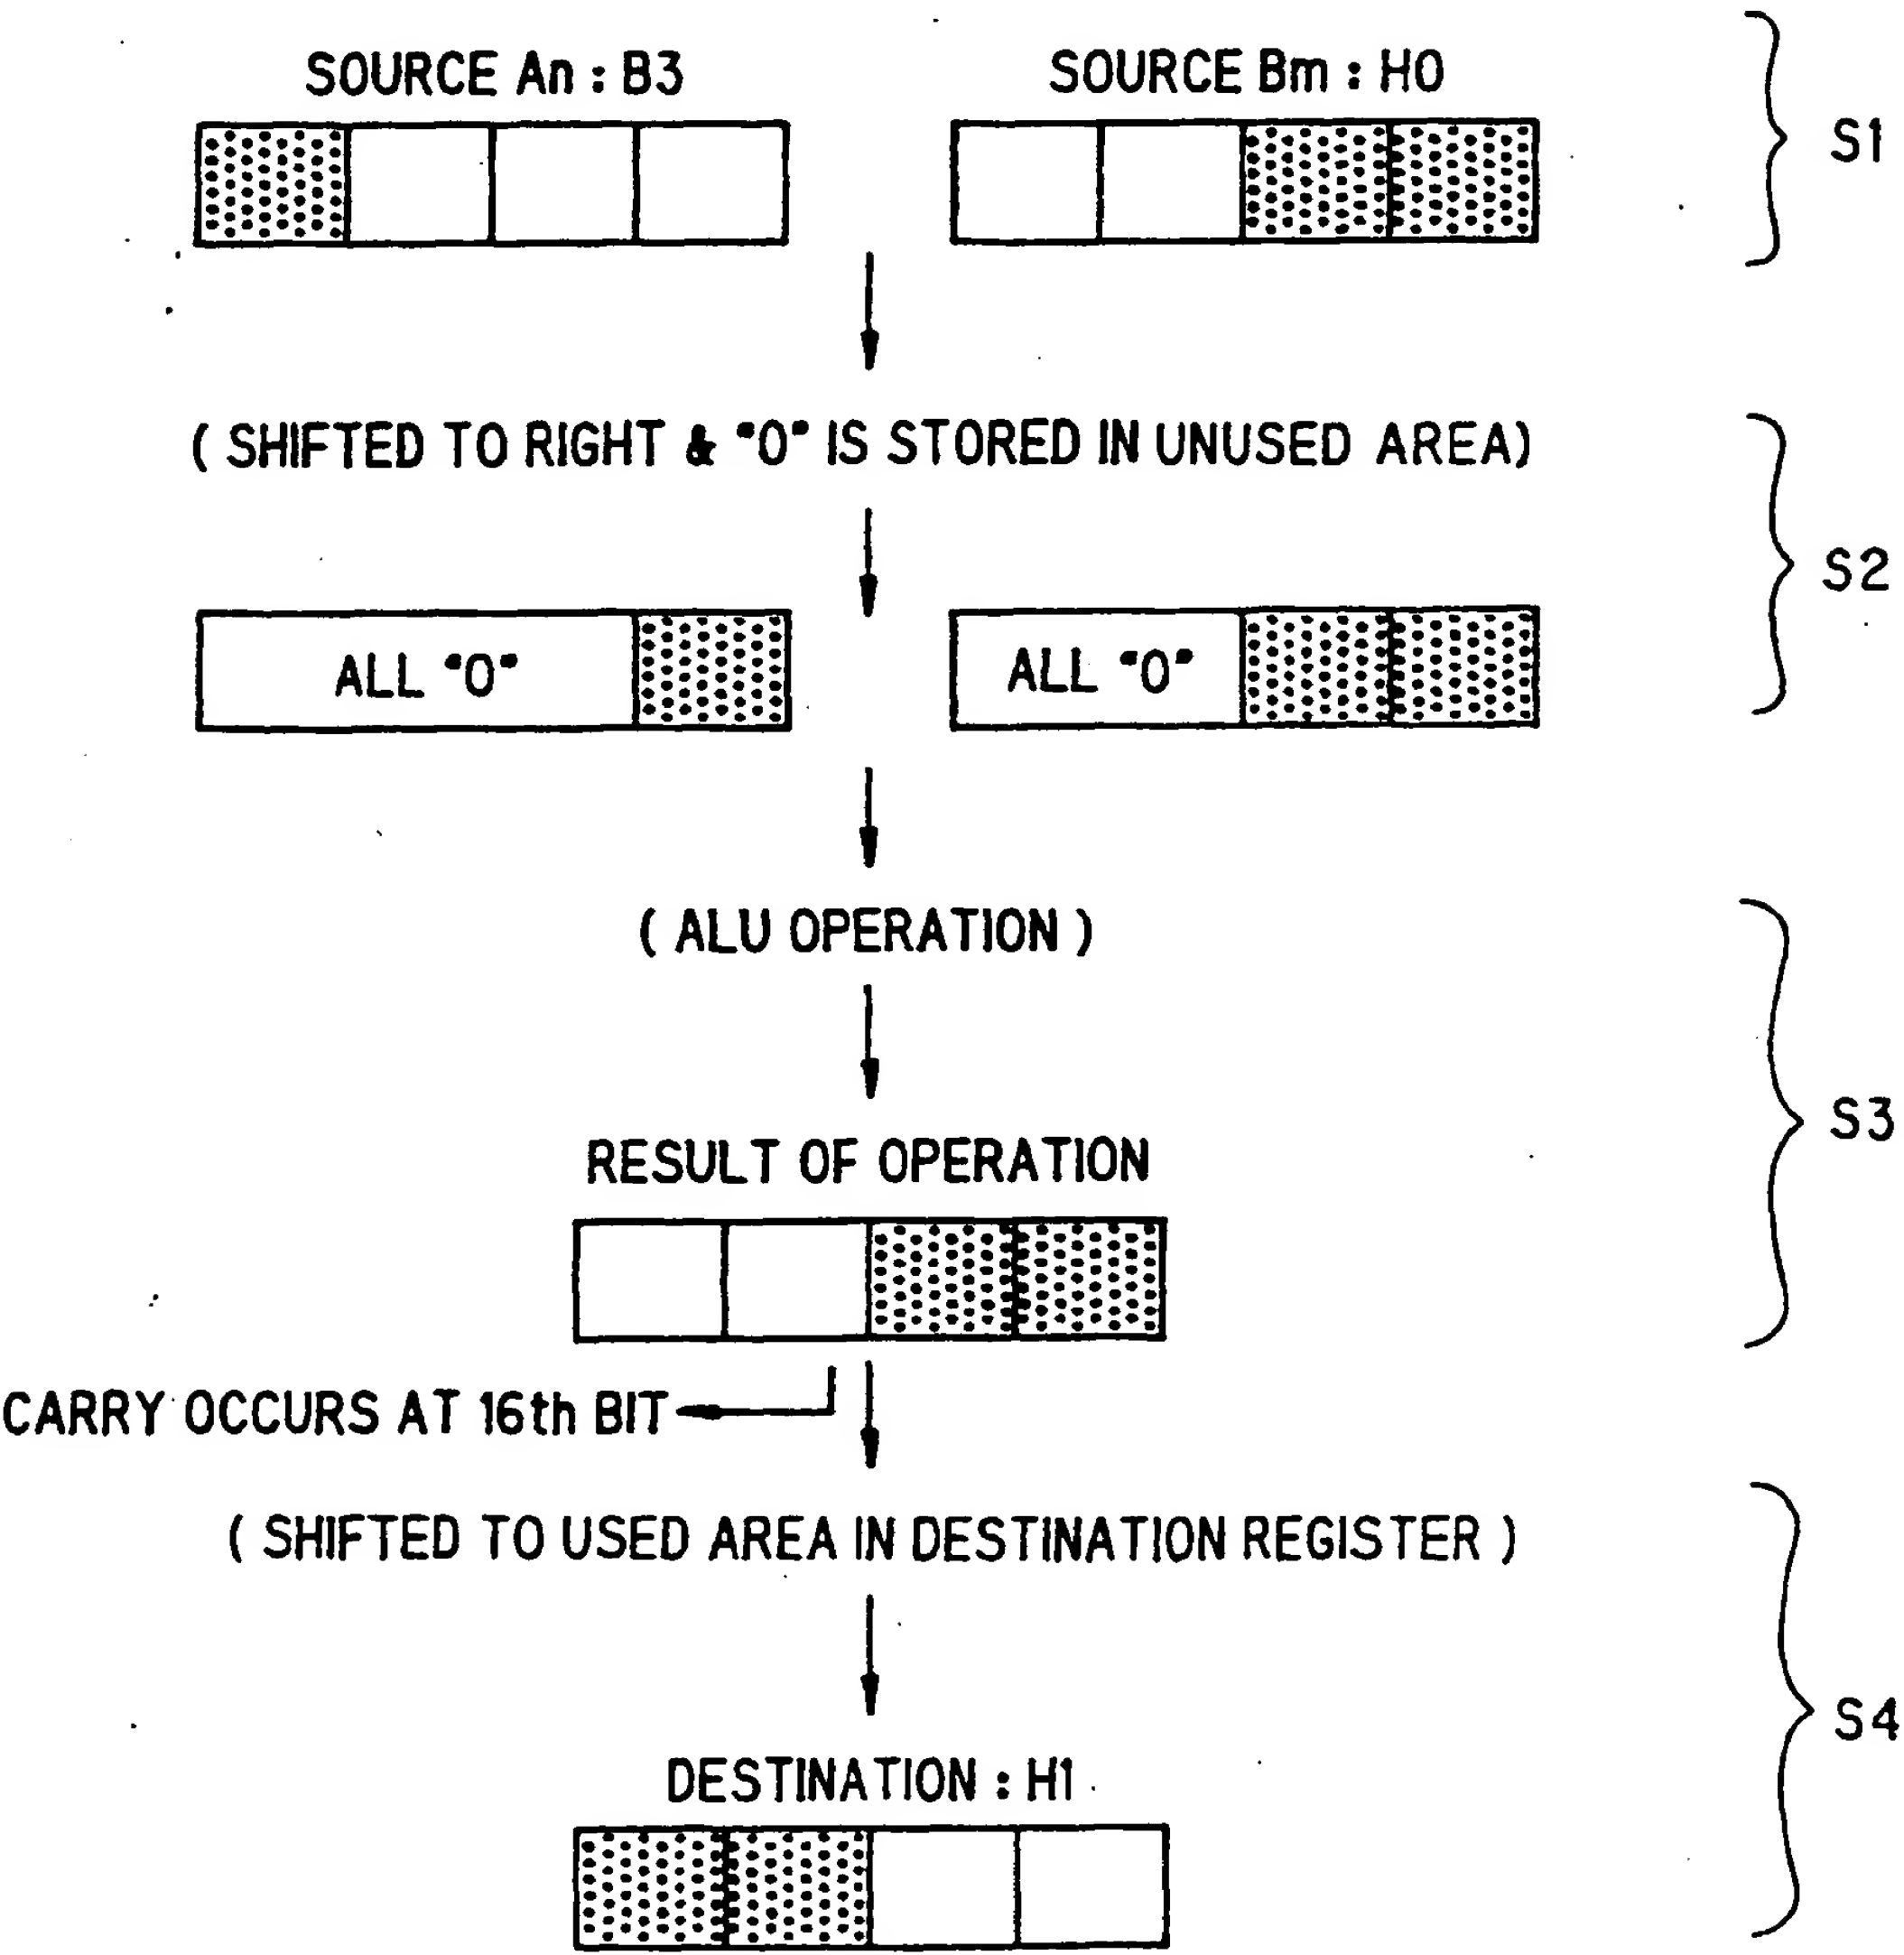 SOURCE An : B3
SOURCE Bm : H0
S1
( SHIFTED TO RIGHT & "0" IS STORED IN UNUSED AREA)
S2
ALL "0"
ALL "0"
( ALU OPERATION )
S3
RESULT OF OPERATION
CARRY OCCURS AT 16th BIT
( SHIFTED TO USED AREA IN DESTINATION REGISTER )
S4
DESTINATION : H1